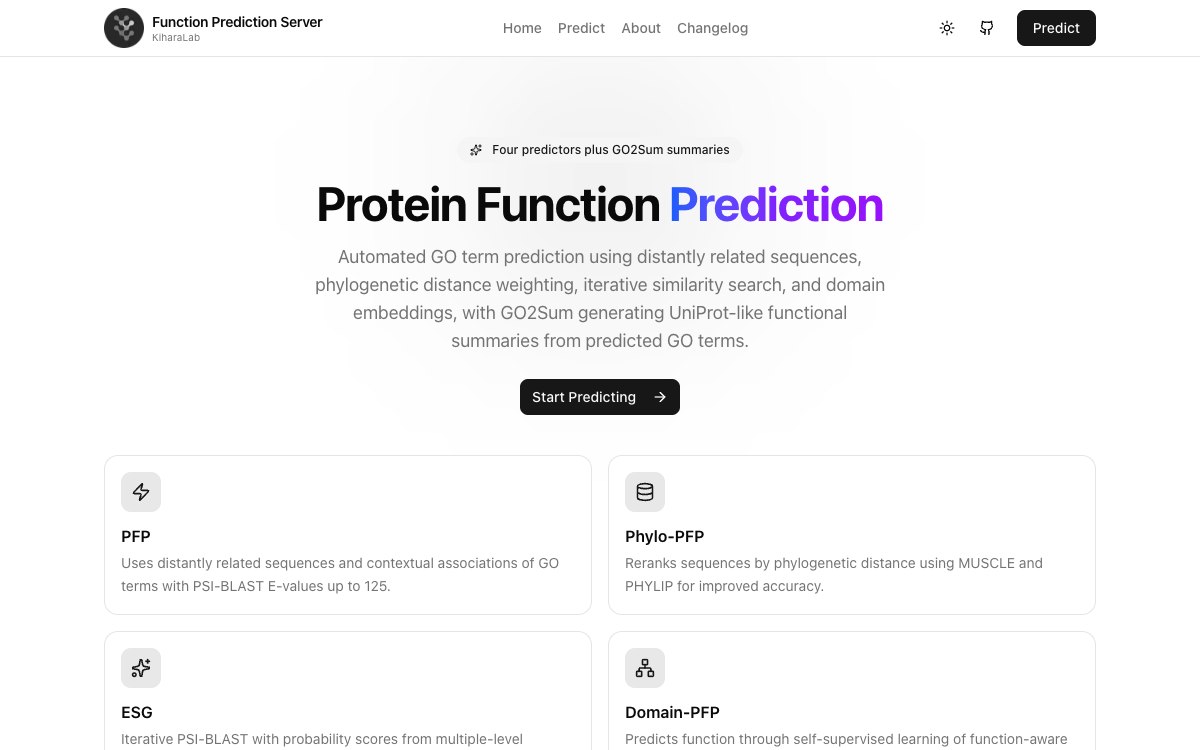 Function Prediction Server
KiharaLab
Home Predict About Changelog
Predict
Four predictors plus GO2Sum summaries
Protein Function Prediction
Automated GO term prediction using distantly related sequences,
phylogenetic distance weighting, iterative similarity search, and domain
embeddings, with GO2Sum generating UniProt-like functional
summaries from predicted GO terms.
Start Predicting
PFP
Uses distantly related sequences and contextual associations of GO
terms with PSI-BLAST E-values up to 125.
Phylo-PFP
Reranks sequences by phylogenetic distance using MUSCLE and
PHYLIP for improved accuracy.
ESG
Iterative PSI-BLAST with probability scores from multiple-level
Domain-PFP
Predicts function through self-supervised learning of function-aware